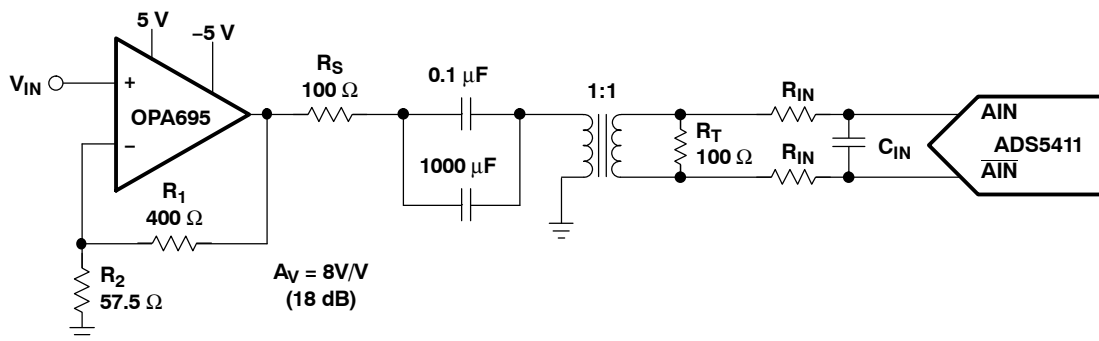 5 V
−5 V
V_IN
+
OPA695
−
R_S
100 Ω
0.1 μF
1000 μF
1:1
R_T
100 Ω
R_IN
R_IN
C_IN
AIN
ADS5411
A̅I̅N̅
R_1
400 Ω
R_2
57.5 Ω
A_V = 8V/V
(18 dB)